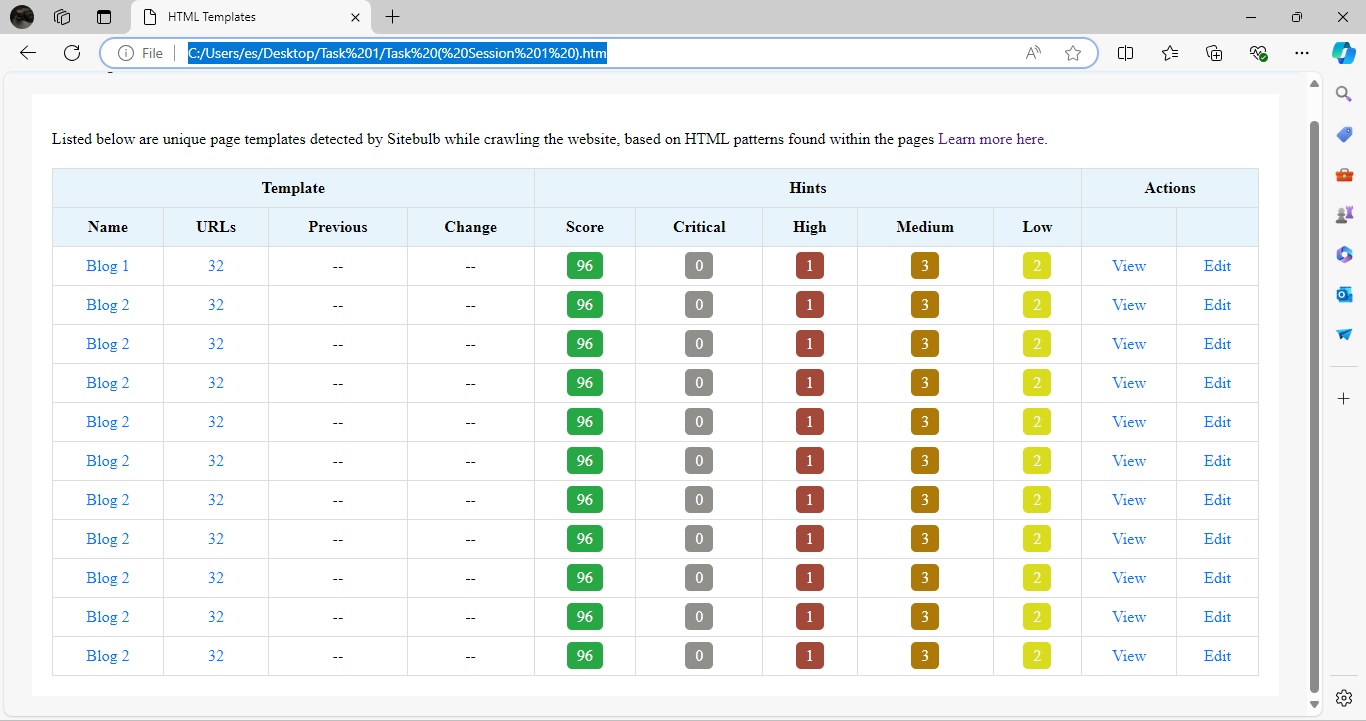 HTML Templates
File
C:/Users/es/Desktop/Task%201/Task%20(%20Session%201%20).htm
Listed below are unique page templates detected by Sitebulb while crawling the website, based on HTML patterns found within the pages Learn more here.
Template Hints Actions
Name URLs Previous Change Score Critical High Medium Low
Blog 1 32 -- -- 96 0 1 3 2 View Edit
Blog 2 32 -- -- 96 0 1 3 2 View Edit
Blog 2 32 -- -- 96 0 1 3 2 View Edit
Blog 2 32 -- -- 96 0 1 3 2 View Edit
Blog 2 32 -- -- 96 0 1 3 2 View Edit
Blog 2 32 -- -- 96 0 1 3 2 View Edit
Blog 2 32 -- -- 96 0 1 3 2 View Edit
Blog 2 32 -- -- 96 0 1 3 2 View Edit
Blog 2 32 -- -- 96 0 1 3 2 View Edit
Blog 2 32 -- -- 96 0 1 3 2 View Edit
Blog 2 32 -- -- 96 0 1 3 2 View Edit